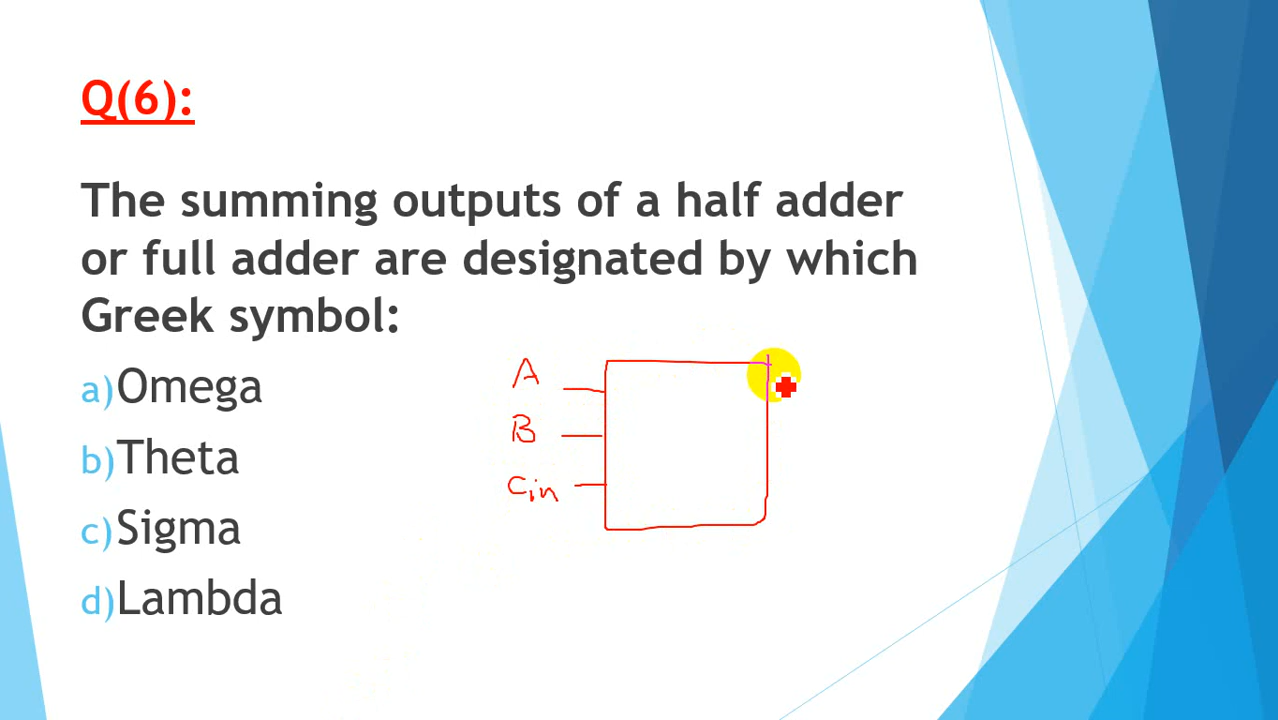 Q(6):
The summing outputs of a half adder
or full adder are designated by which
Greek symbol:
a)Omega
b)Theta
c)Sigma
d)Lambda
A
B
Cin